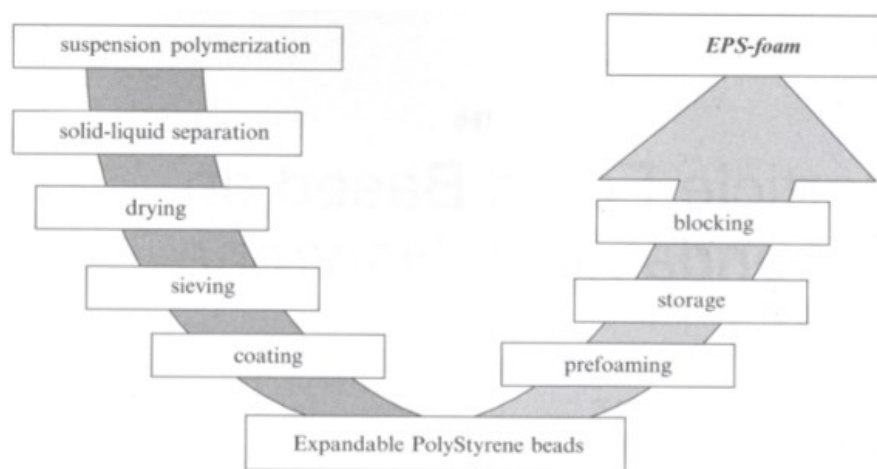 suspension polymerization
solid-liquid separation
drying
sieving
coating
Expandable PolyStyrene beads
prefoaming
storage
blocking
EPS-foam